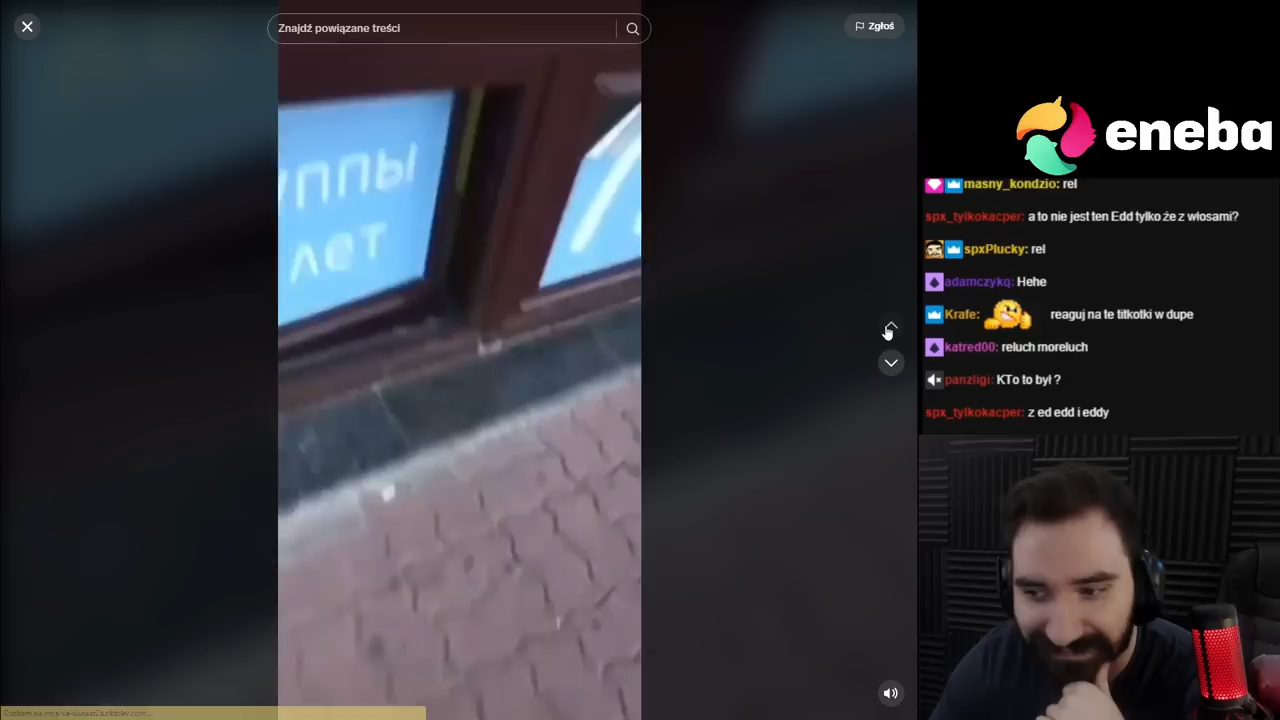 Znajdź powiązane treści
Zgłoś
УППЫ
ЛЕТ
eneba
masny_kondzio: rel
spx_tylkokacper: a to nie jest ten Edd tylko że z włosami?
spxPlucky: rel
adamczykq: Hehe
Krafe: reaguj na te titkotki w dupe
katred00: reluch moreluch
panzligi: KTo to był ?
spx_tylkokacper: z ed edd i eddy